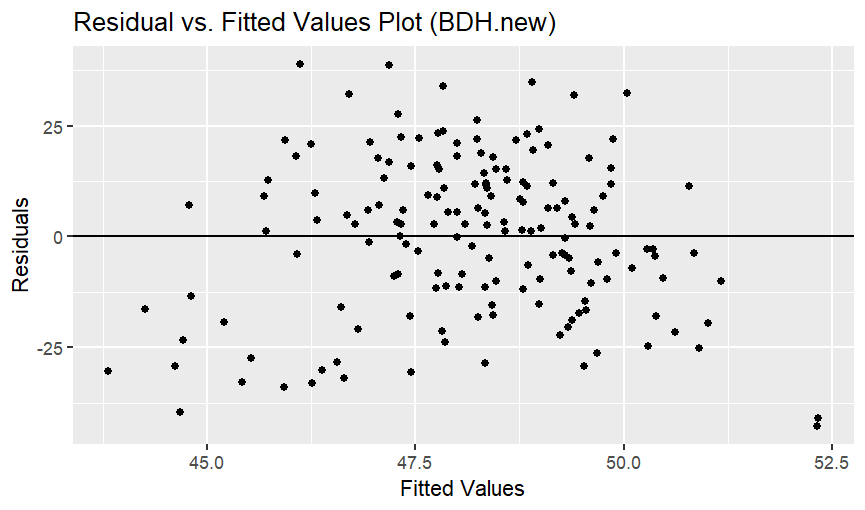 Residual vs. Fitted Values Plot (BDH.new)
25
0
-25
Residuals
45.0 47.5 50.0 52.5
Fitted Values